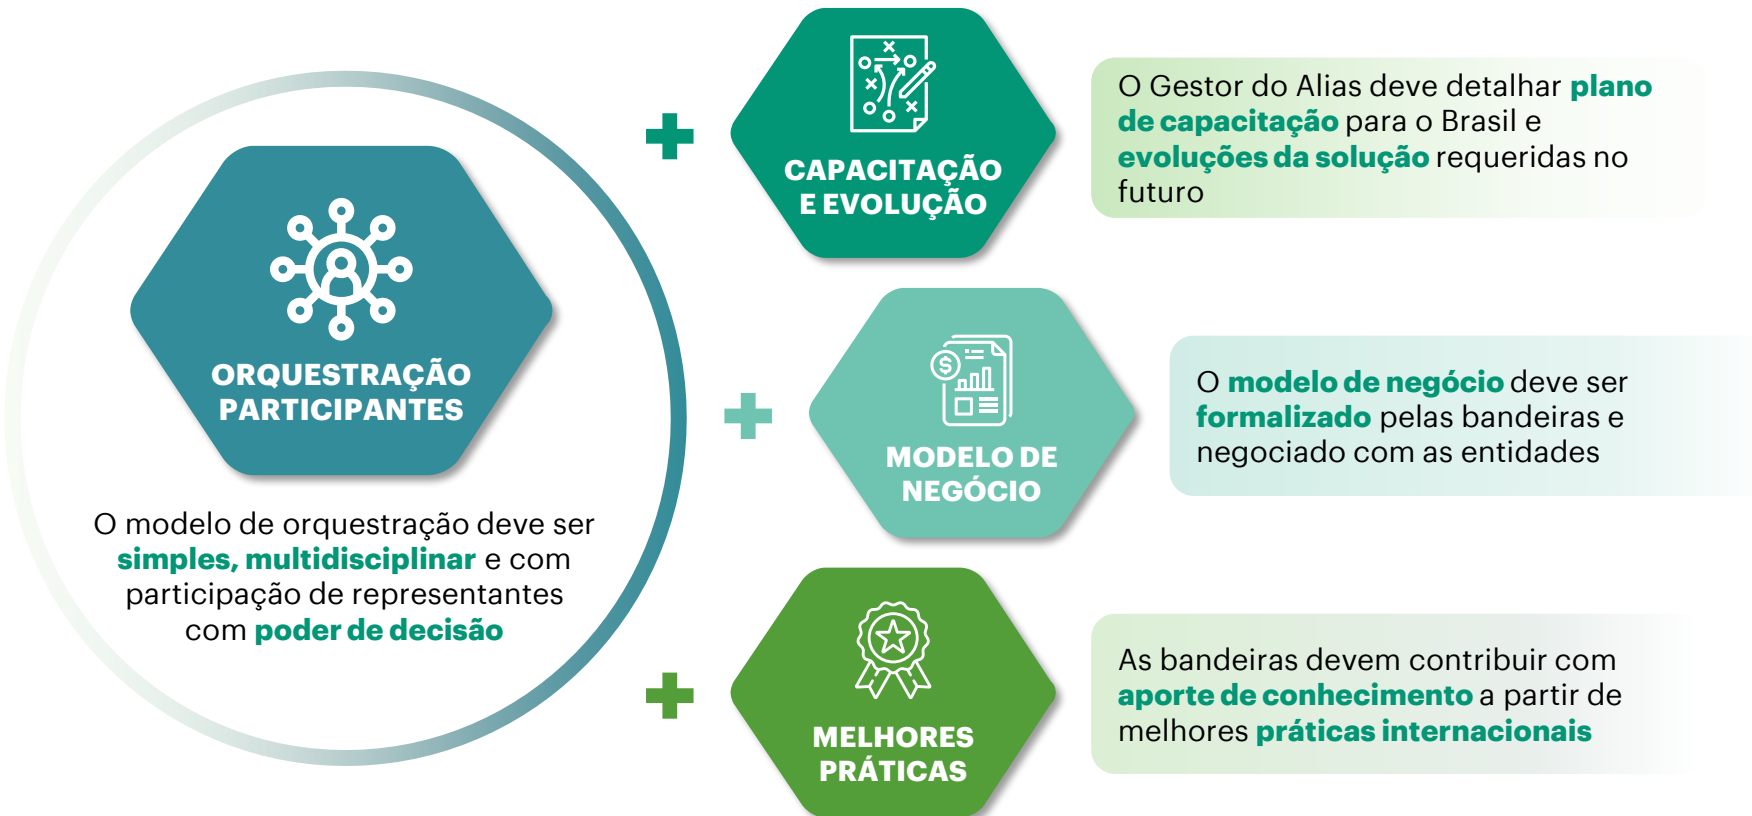 ORQUESTRAÇÃO
PARTICIPANTES
O modelo de orquestração deve ser
simples, multidisciplinar e com
participação de representantes
com poder de decisão
CAPACITAÇÃO
E EVOLUÇÃO
O Gestor do Alias deve detalhar plano
de capacitação para o Brasil e
evoluções da solução requeridas no
futuro
MODELO DE
NEGÓCIO
O modelo de negócio deve ser
formalizado pelas bandeiras e
negociado com as entidades
MELHORES
PRÁTICAS
As bandeiras devem contribuir com
aporte de conhecimento a partir de
melhores práticas internacionais